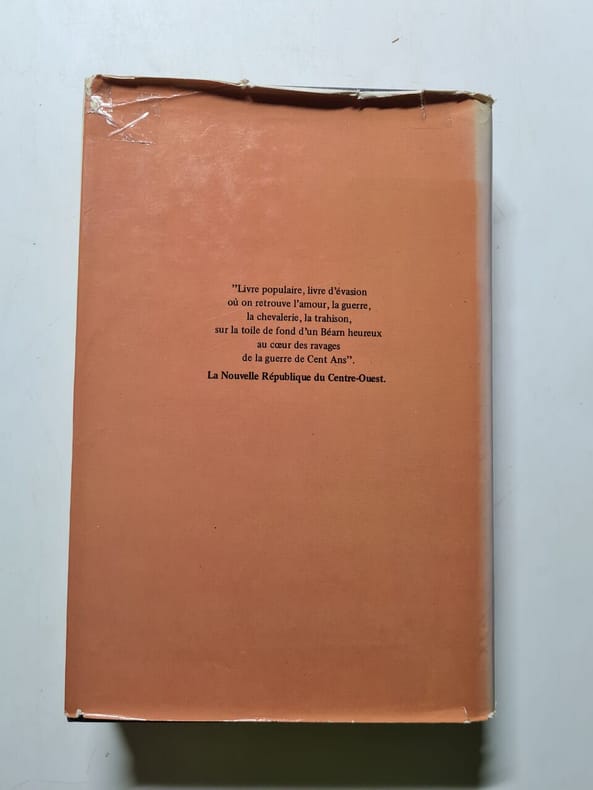 ”Livre populaire, livre d’évasion
où on retrouve l’amour, la guerre,
la chevalerie, la trahison,
sur la toile de fond d’un Béarn heureux
au cœur des ravages
de la guerre de Cent Ans”.
La Nouvelle République du Centre-Ouest.